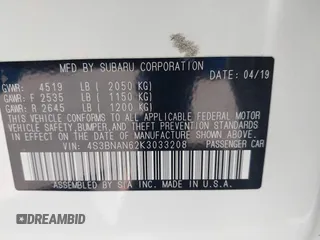 MFD BY SUBARU CORPORATION
DATE: 04/19
GVWR: 4519 LB ( 2050 KG)
GAWR: F 2535 LB ( 1150 KG)
GAWR: R 2645 LB ( 1200 KG)
THIS VEHICLE CONFORMS TO ALL APPLICABLE FEDERAL MOTOR
VEHICLE SAFETY, BUMPER, AND THEFT PREVENTION STANDARDS
IN EFFECT ON THE DATE OF MANUFACTURE SHOWN ABOVE.
VIN: 4S3BNAN62K3033208
PASSENGER CAR
ASSEMBLED BY SIA INC. MADE IN U.S.A.
DREAMBID